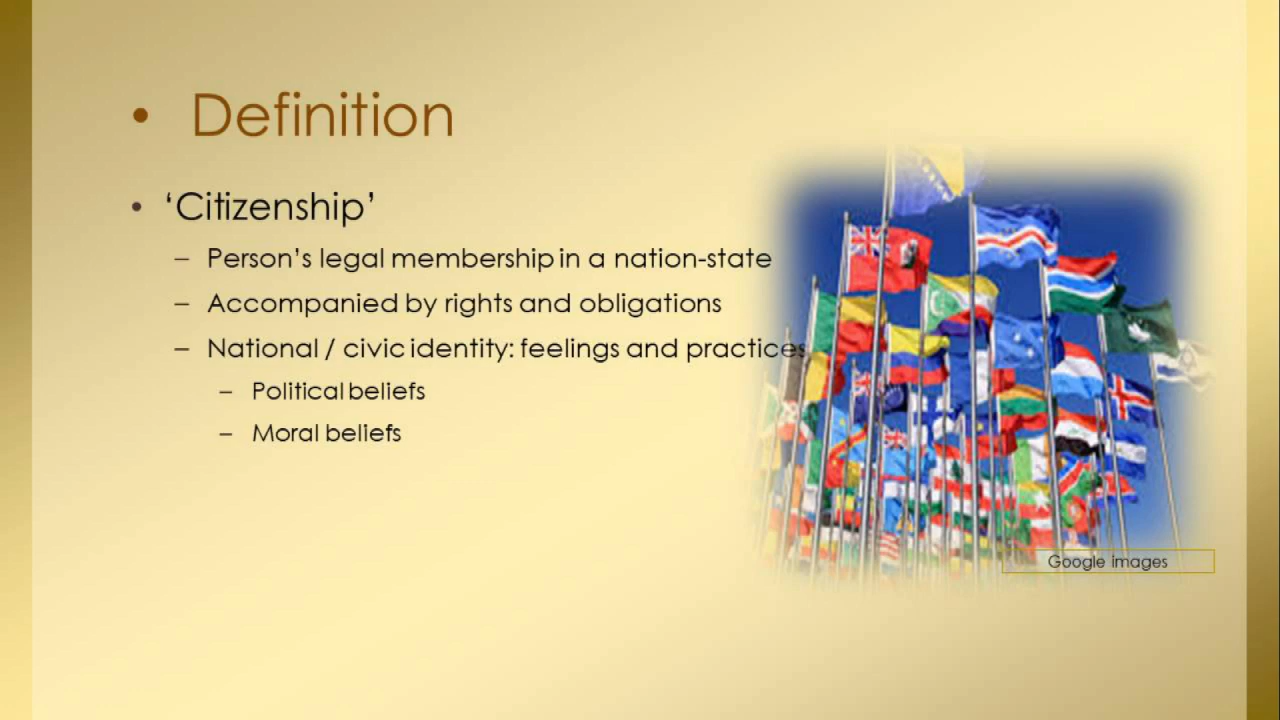 • Definition
• ‘Citizenship’
– Person’s legal membership in a nation-state
– Accompanied by rights and obligations
– National / civic identity: feelings and practices
– Political beliefs
– Moral beliefs
Google images